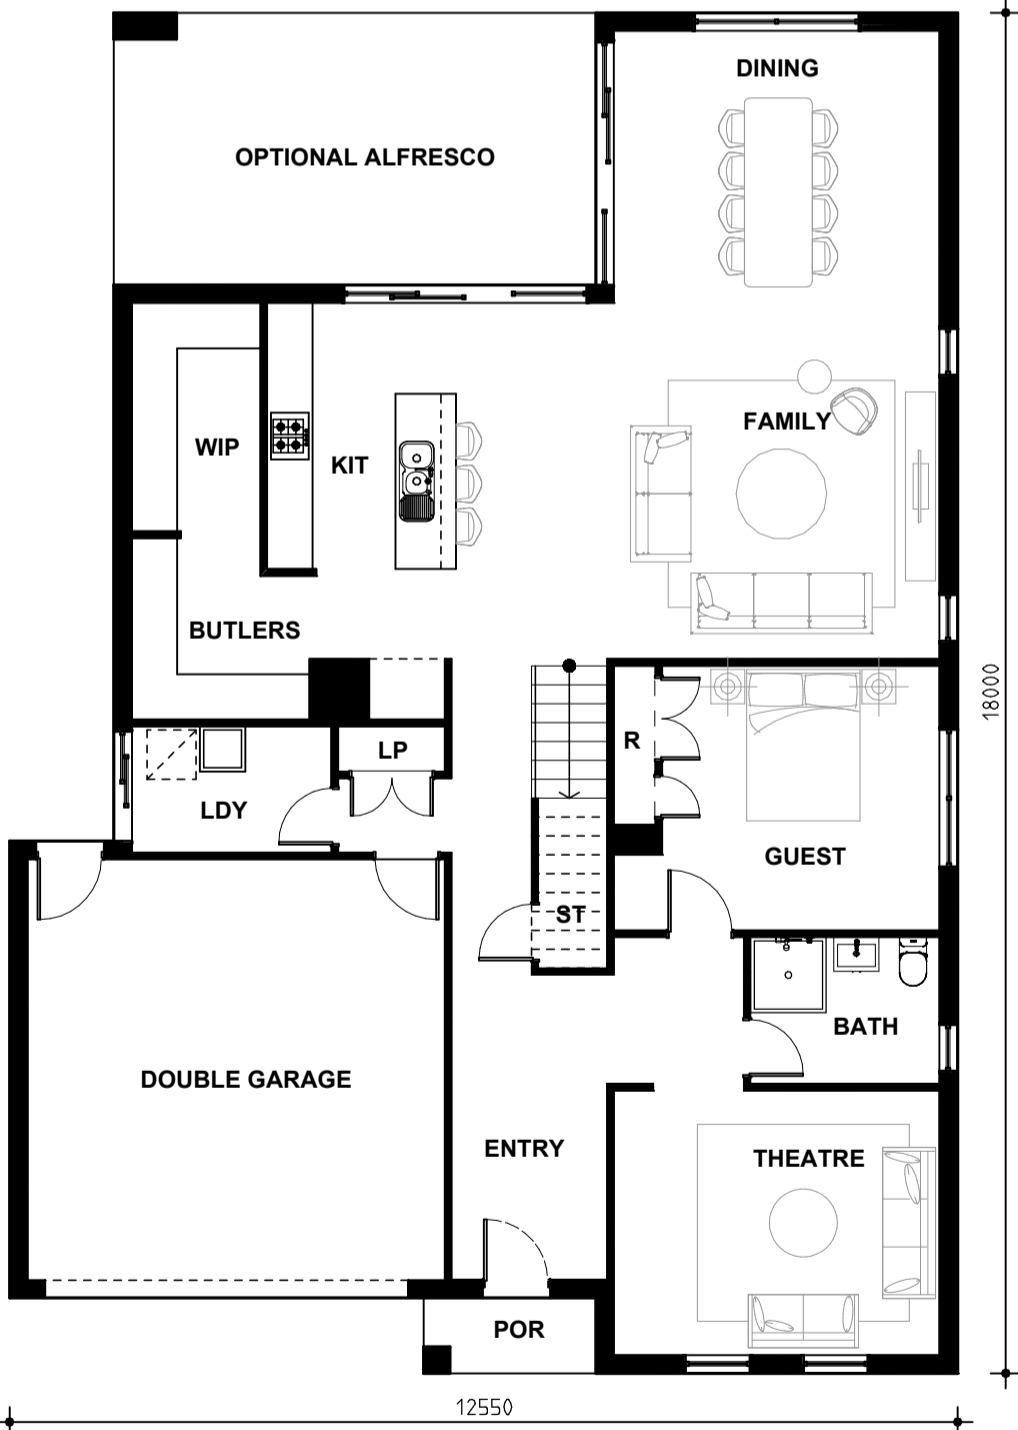 DINING
OPTIONAL ALFRESCO
FAMILY
WIP
KIT
BUTLERS
18000
R
LP
LDY
GUEST
ST
BATH
DOUBLE GARAGE
ENTRY
THEATRE
POR
12550